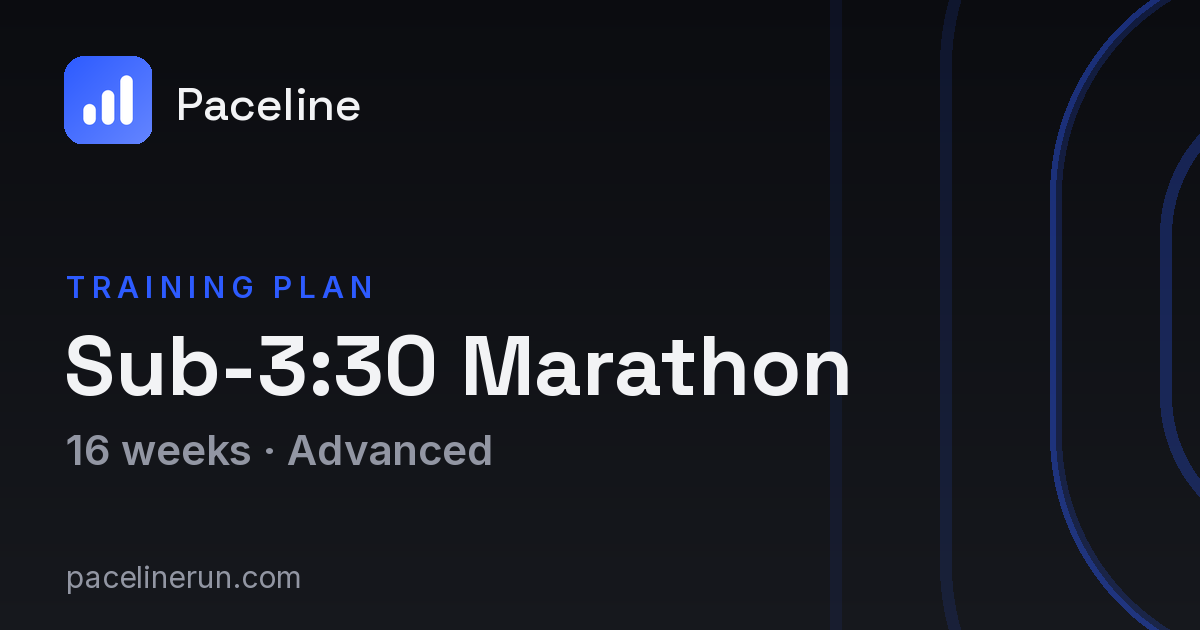 Paceline
TRAINING PLAN
Sub-3:30 Marathon
16 weeks · Advanced
pacelinerun.com